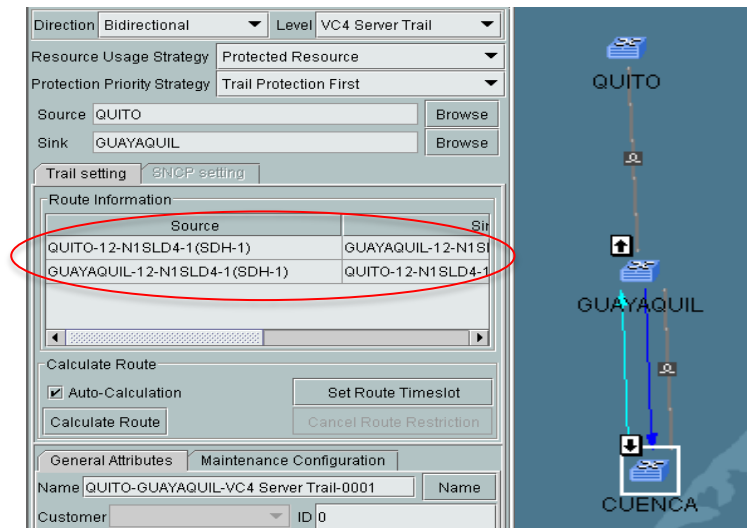 Direction Bidirectional Level VC4 Server Trail
Resource Usage Strategy Protected Resource
Protection Priority Strategy Trail Protection First
Source QUITO Browse
Sink GUAYAQUIL Browse
Trail setting SNCP setting
Route Information
Source Sin
QUITO-12-N1SLD4-1(SDH-1) GUAYAQUIL-12-N1S
GUAYAQUIL-12-N1SLD4-1(SDH-1) QUITO-12-N1SLD4-1
Calculate Route
Auto-Calculation Set Route Timeslot
Calculate Route Cancel Route Restriction
General Attributes Maintenance Configuration
Name QUITO-GUAYAQUIL-VC4 Server Trail-0001 Name
Customer ID 0
QUITO
GUAYAQUIL
CUENCA